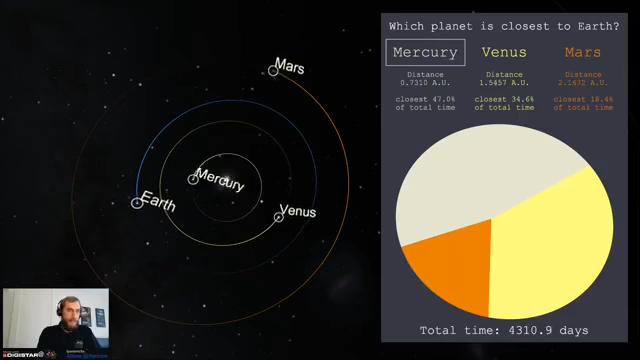 Which planet is closest to Earth?
Mercury Venus Mars
Distance Distance Distance
0.7310 A.U. 1.5457 A.U. 2.1632 A.U.
closest 47.0% closest 34.6% closest 18.4%
of total time of total time of total time
Mars
Mercury
Earth
Venus
Total time: 4310.9 days
DIGISTAR